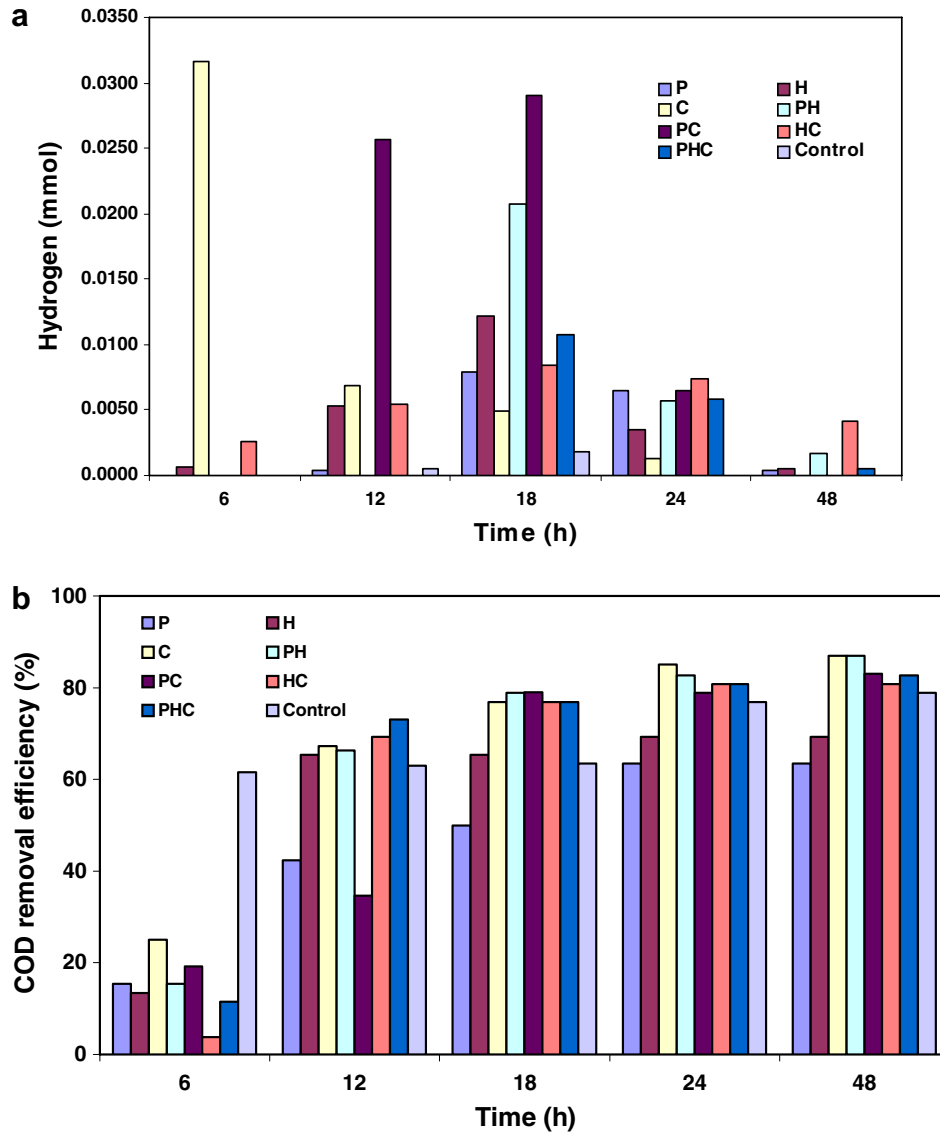 a
0.0350
0.0300
0.0250
0.0200
0.0150
0.0100
0.0050
0.0000
Hydrogen (mmol)
P H
C PH
PC HC
PHC Control
6 12 18 24 48
Time (h)
b
100
80
60
40
20
0
COD removal efficiency (%)
P H
C PH
PC HC
PHC Control
6 12 18 24 48
Time (h)